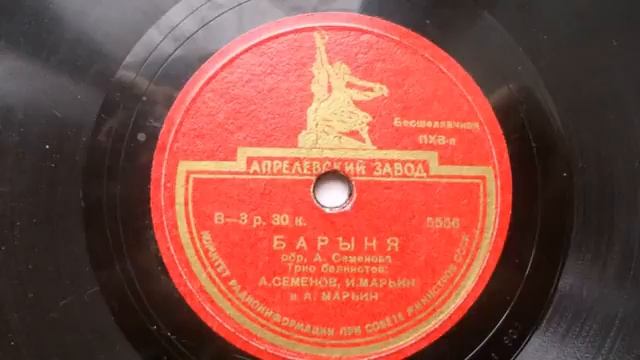 Бесшеллачная
ПХВ-п
АПРЕЛЕВСКИЙ ЗАВОД
В—3 р. 30 к.
5556
БАРЫНЯ
обр. А. Семенова
Трио баянистов:
А. СЕМЕНОВ, И. МАРЬИН
и А. МАРЬИН
КОМИТЕТ РАДИОИНФОРМАЦИИ ПРИ СОВЕТЕ МИНИСТРОВ СССР